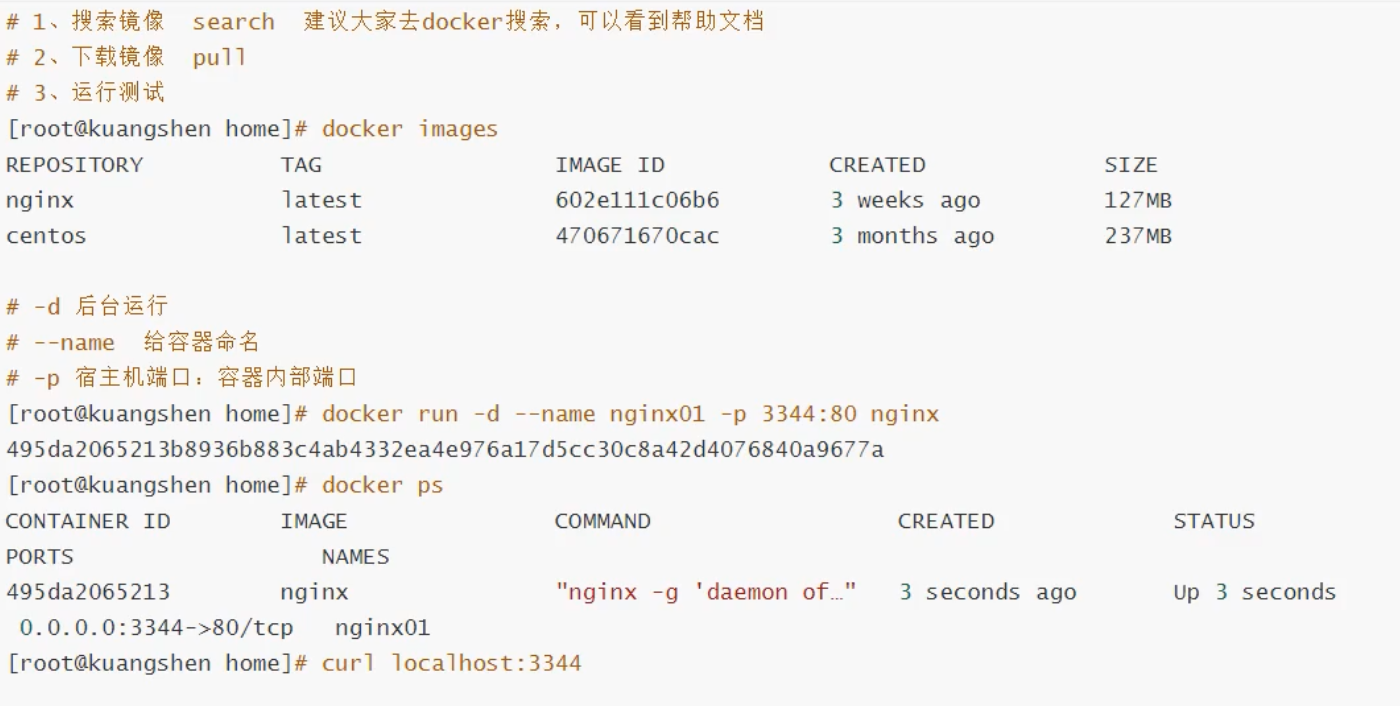 # 1、搜索镜像  search  建议大家去docker搜索，可以看到帮助文档
# 2、下载镜像  pull
# 3、运行测试
[root@kuangshen home]# docker images
REPOSITORY          TAG                 IMAGE ID            CREATED             SIZE
nginx               latest              602e111c06b6        3 weeks ago         127MB
centos              latest              470671670cac        3 months ago        237MB
# -d 后台运行
# --name  给容器命名
# -p 宿主机端口：容器内部端口
[root@kuangshen home]# docker run -d --name nginx01 -p 3344:80 nginx
495da2065213b8936b883c4ab4332ea4e976a17d5cc30c8a42d4076840a9677a
[root@kuangshen home]# docker ps
CONTAINER ID        IMAGE               COMMAND                  CREATED             STATUS
PORTS                  NAMES
495da2065213        nginx               "nginx -g 'daemon of…"   3 seconds ago       Up 3 seconds
 0.0.0.0:3344->80/tcp   nginx01
[root@kuangshen home]# curl localhost:3344